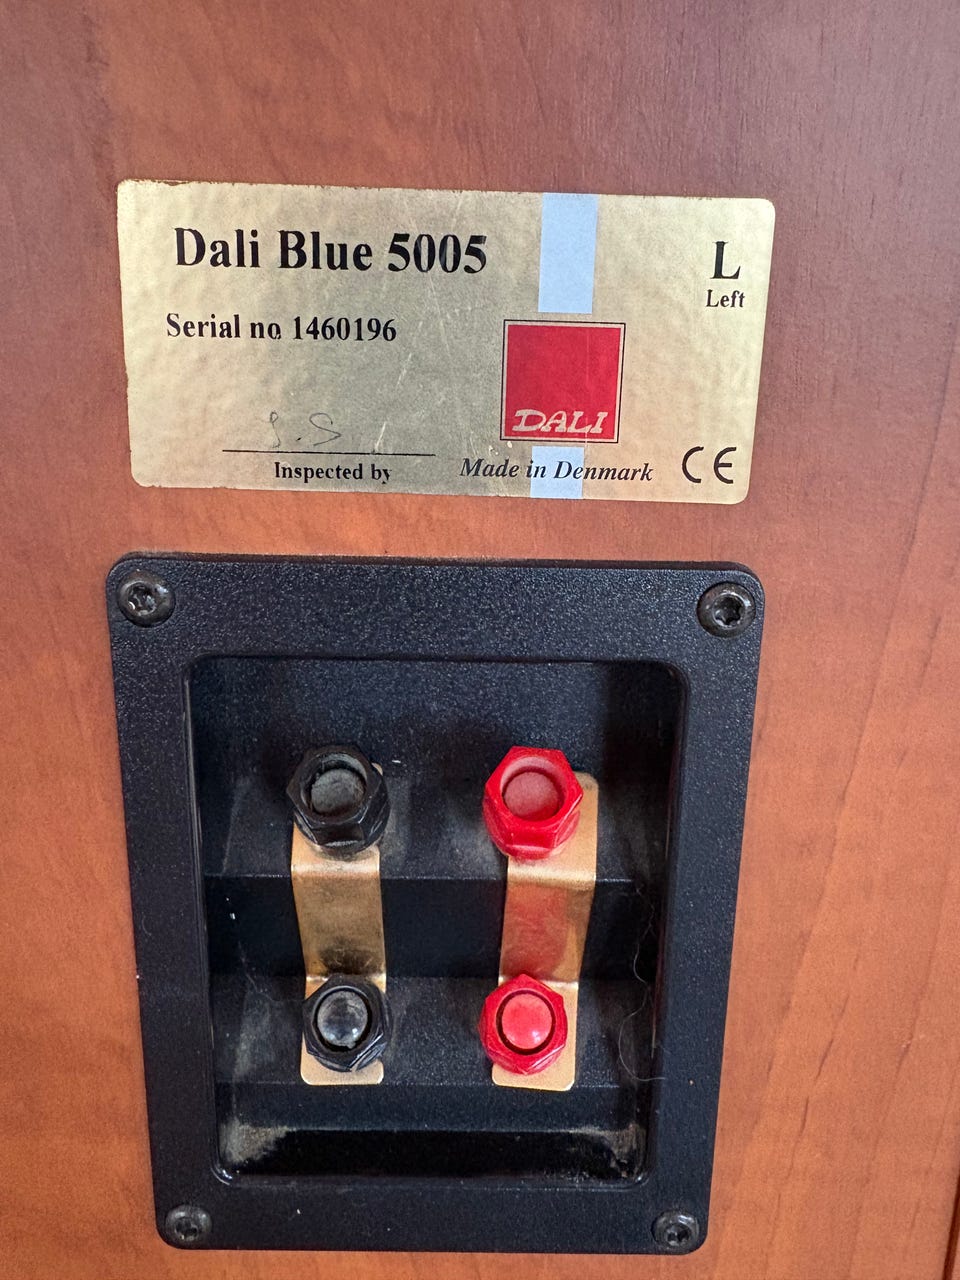 Dali Blue 5005
L
Left
Serial no 1460196
DALI
Inspected by
Made in Denmark
CE